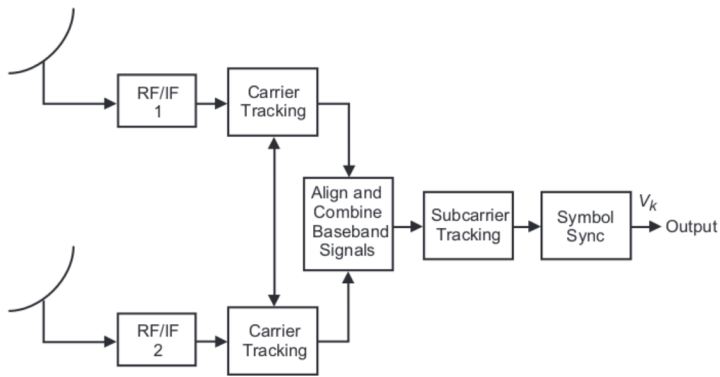 RF/IF
1
Carrier
Tracking
Align and
Combine
Baseband
Signals
Subcarrier
Tracking
Symbol
Sync
Vk
Output
RF/IF
2
Carrier
Tracking